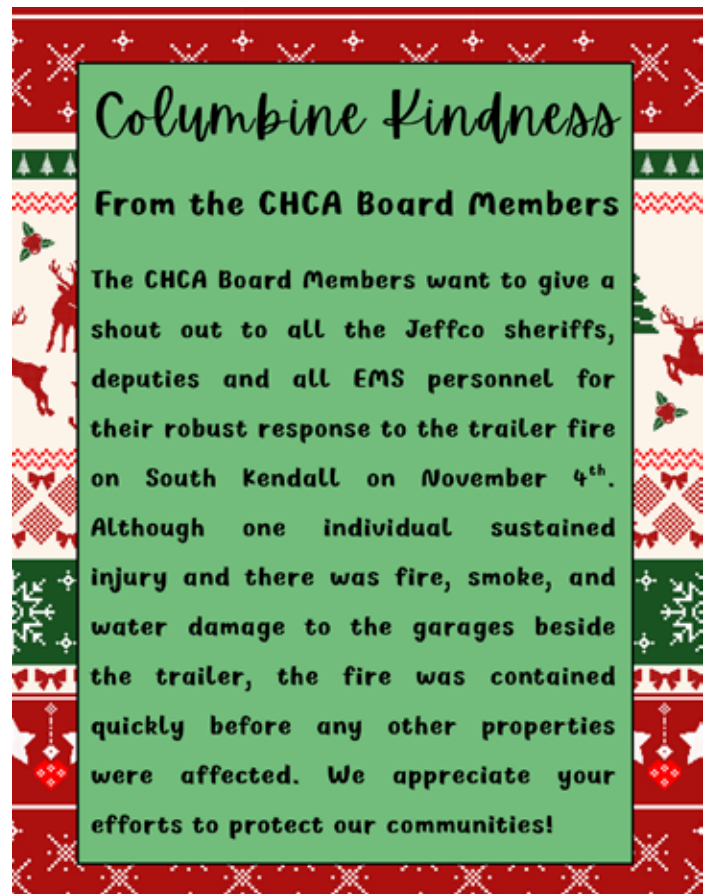 Columbine Kindness
From the CHCA Board Members
The CHCA Board Members want to give a
shout out to all the Jeffco sheriffs,
deputies and all EMS personnel for
their robust response to the trailer fire
on South Kendall on November 4th.
Although one individual sustained
injury and there was fire, smoke, and
water damage to the garages beside
the trailer, the fire was contained
quickly before any other properties
were affected. We appreciate your
efforts to protect our communities!